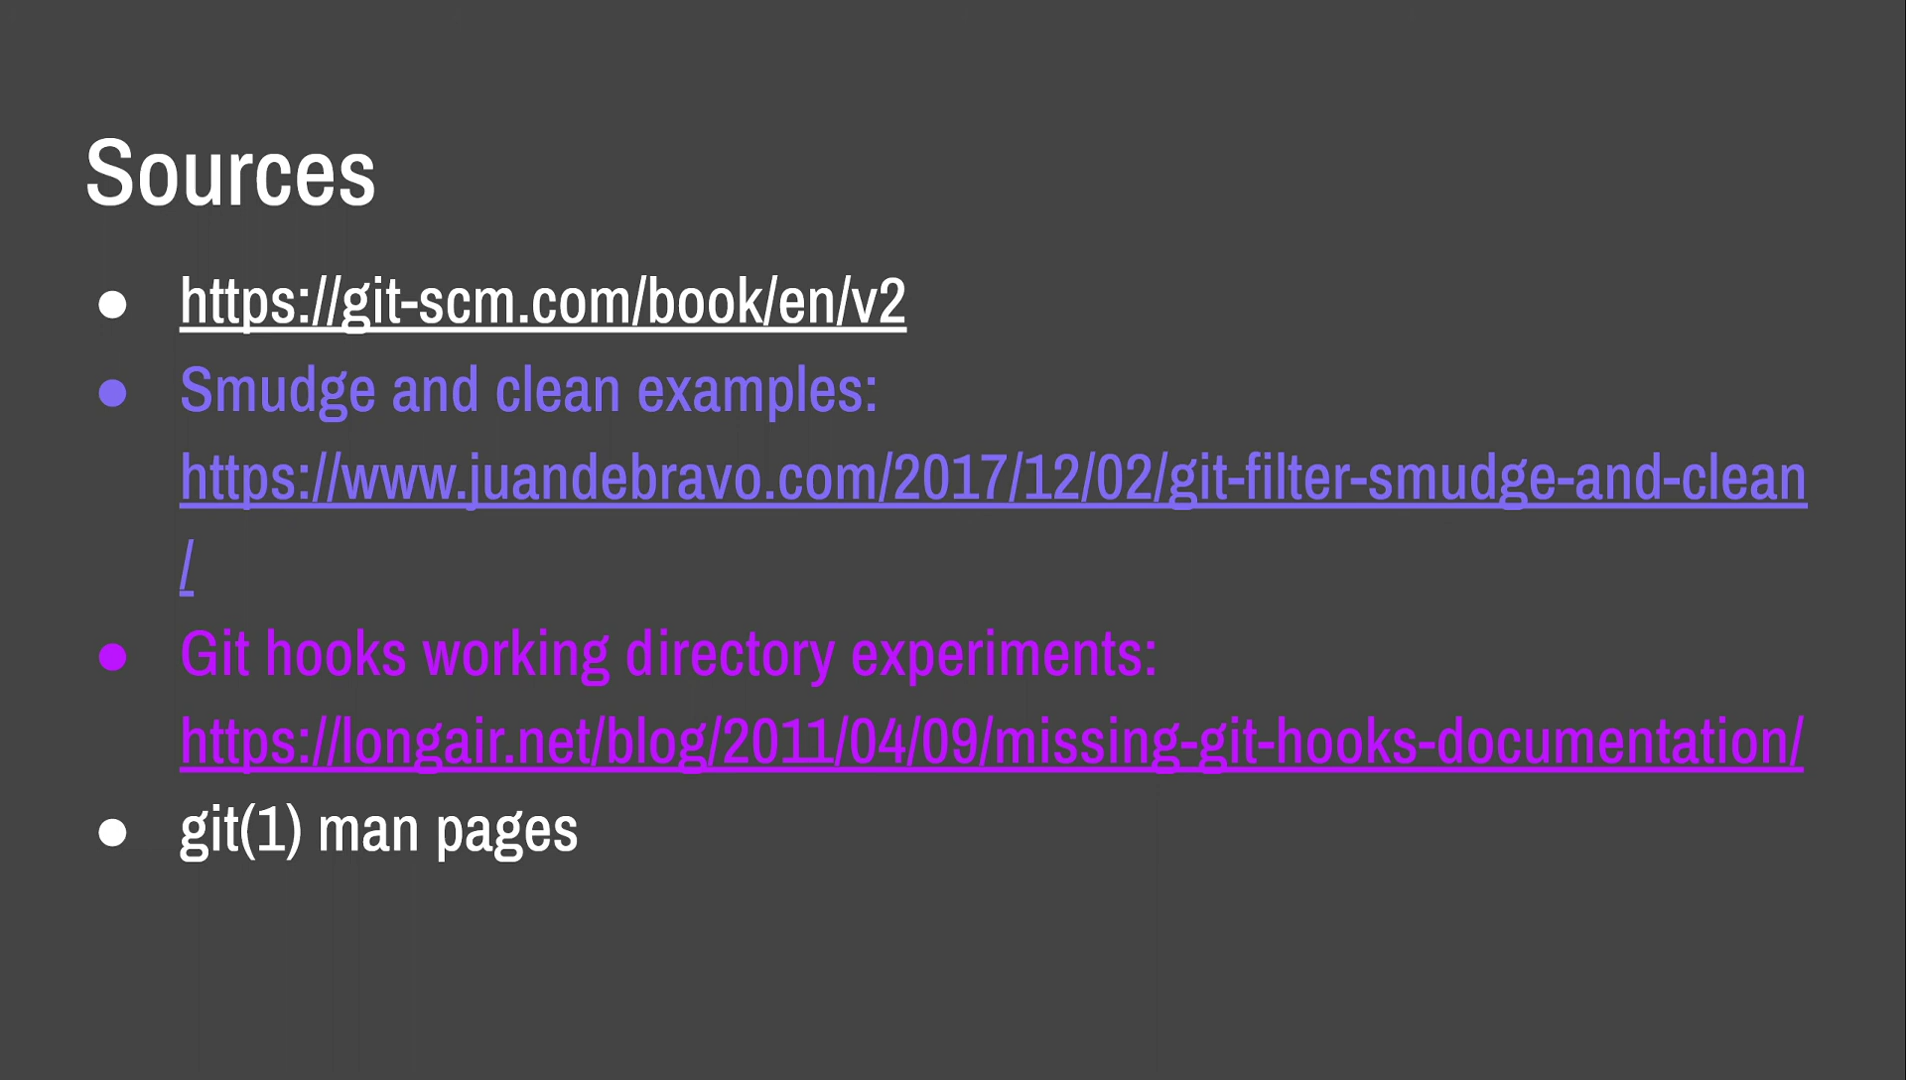 Sources
● https://git-scm.com/book/en/v2
● Smudge and clean examples:
https://www.juandebravo.com/2017/12/02/git-filter-smudge-and-clean
/
● Git hooks working directory experiments:
https://longair.net/blog/2011/04/09/missing-git-hooks-documentation/
● git(1) man pages